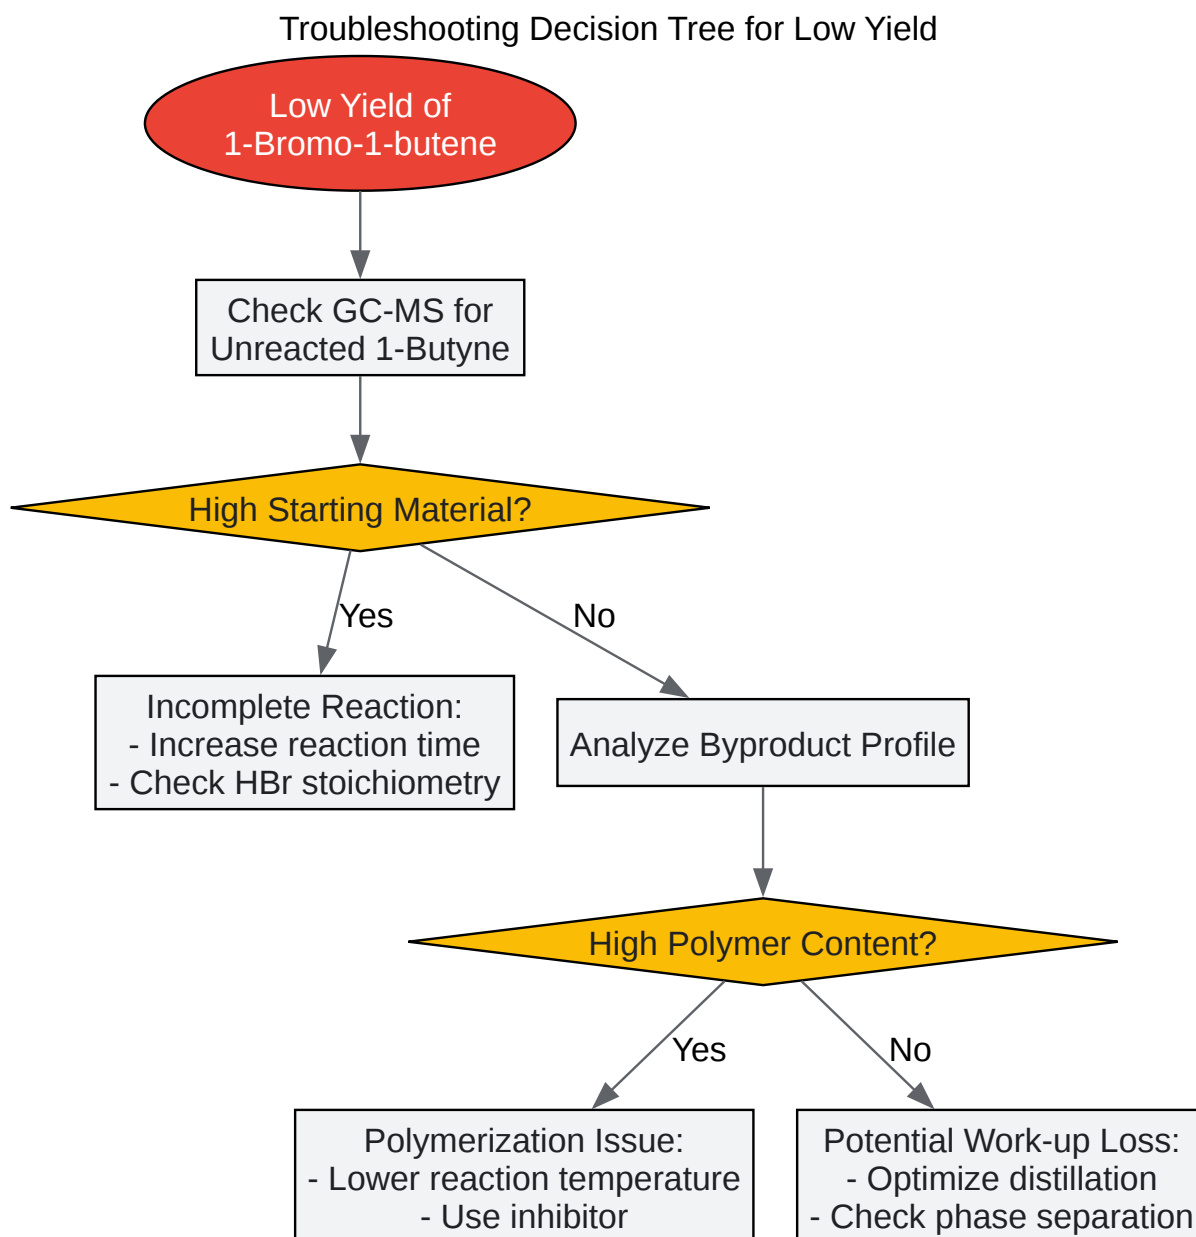 Troubleshooting Decision Tree for Low Yield
Low Yield of
1-Bromo-1-butene
Check GC-MS for
Unreacted 1-Butyne
High Starting Material?
Yes
No
Incomplete Reaction:
- Increase reaction time
- Check HBr stoichiometry
Analyze Byproduct Profile
High Polymer Content?
Yes
No
Polymerization Issue:
- Lower reaction temperature
- Use inhibitor
Potential Work-up Loss:
- Optimize distillation
- Check phase separation